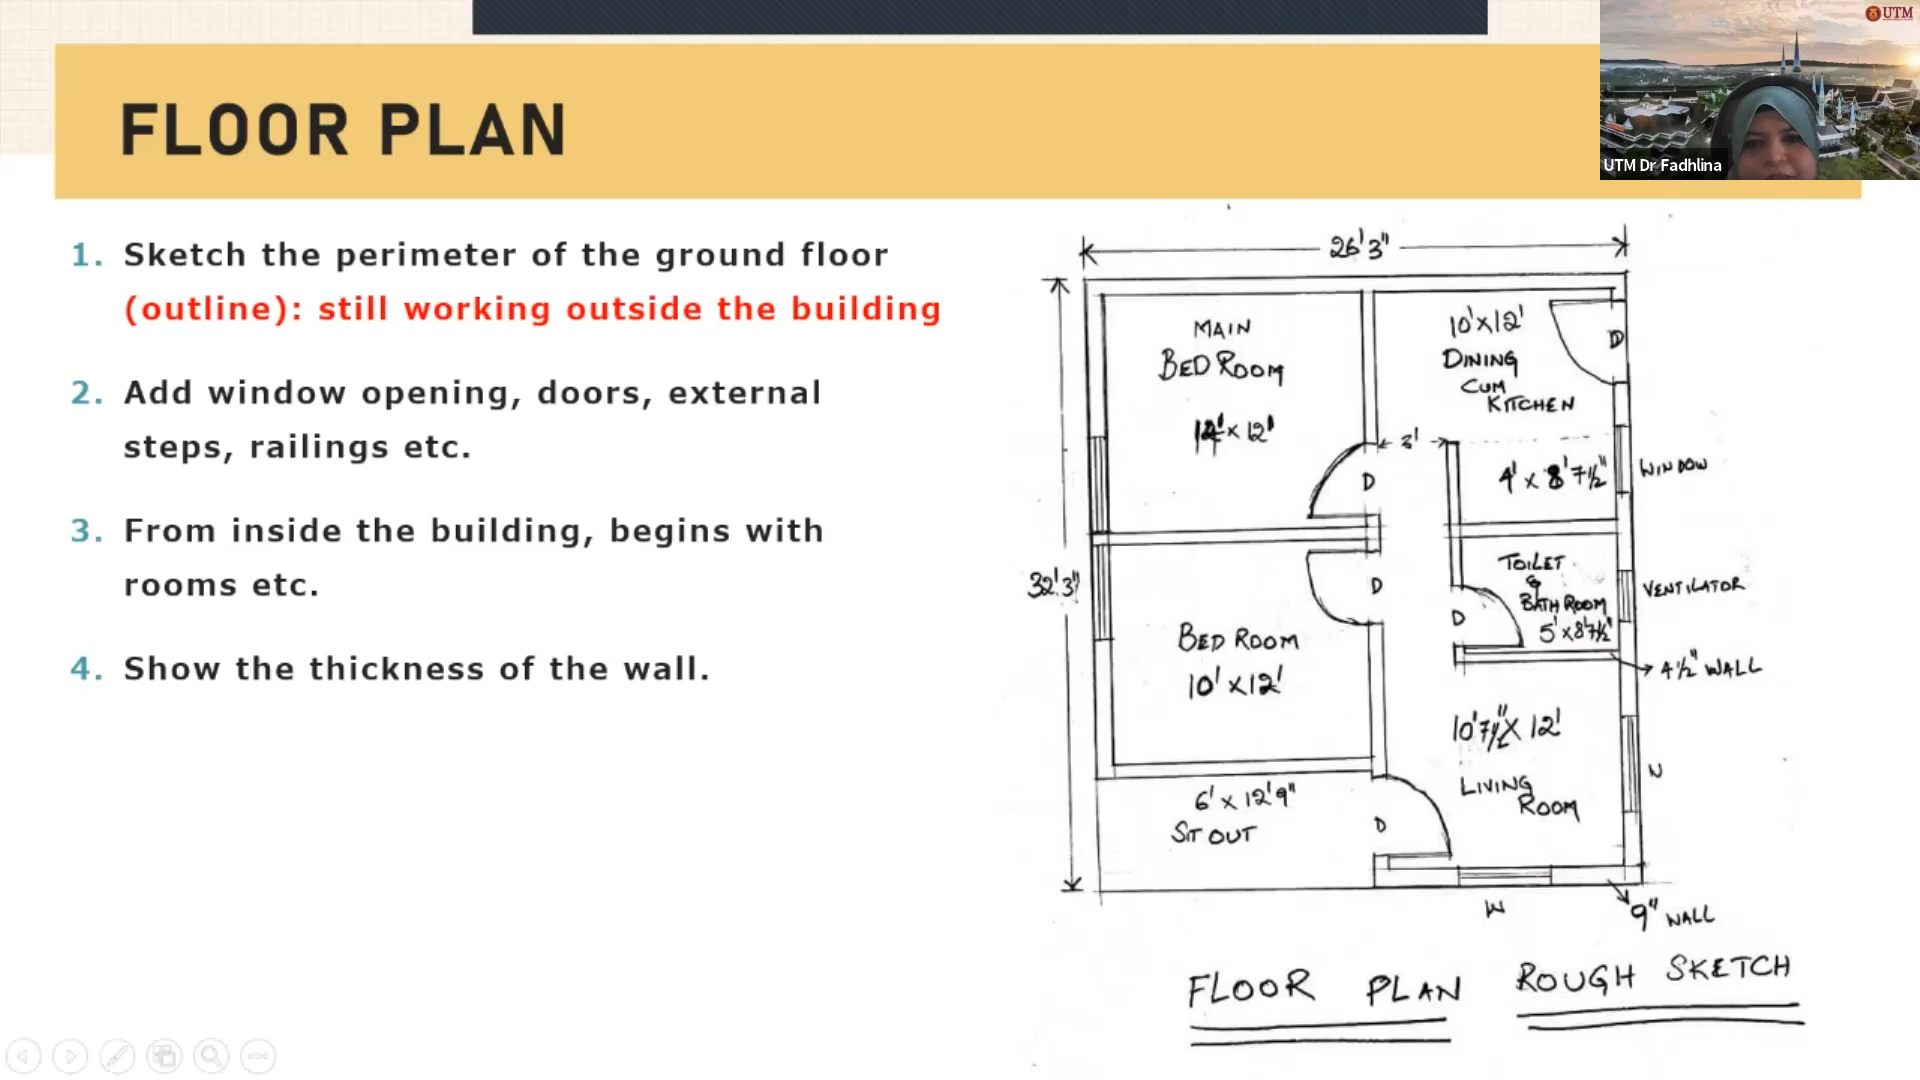 UTM
FLOOR PLAN
UTM Dr Fadhlina
1. Sketch the perimeter of the ground floor
(outline): still working outside the building
2. Add window opening, doors, external
steps, railings etc.
3. From inside the building, begins with
rooms etc.
4. Show the thickness of the wall.
26'3"
MAIN
BED ROOM
12'
10'x12'
DINING
CUM
KITCHEN
D
3'
D
4' x 8'7½"
WINDOW
32'3"
D
TOILET
&
BATH ROOM
5'x8'7½"
VENTILATOR
D
BED ROOM
10'x12'
4½" WALL
10'7½"x 12'
LIVING
ROOM
6'x 12'9"
SIT OUT
D
W
9" WALL
FLOOR PLAN ROUGH SKETCH